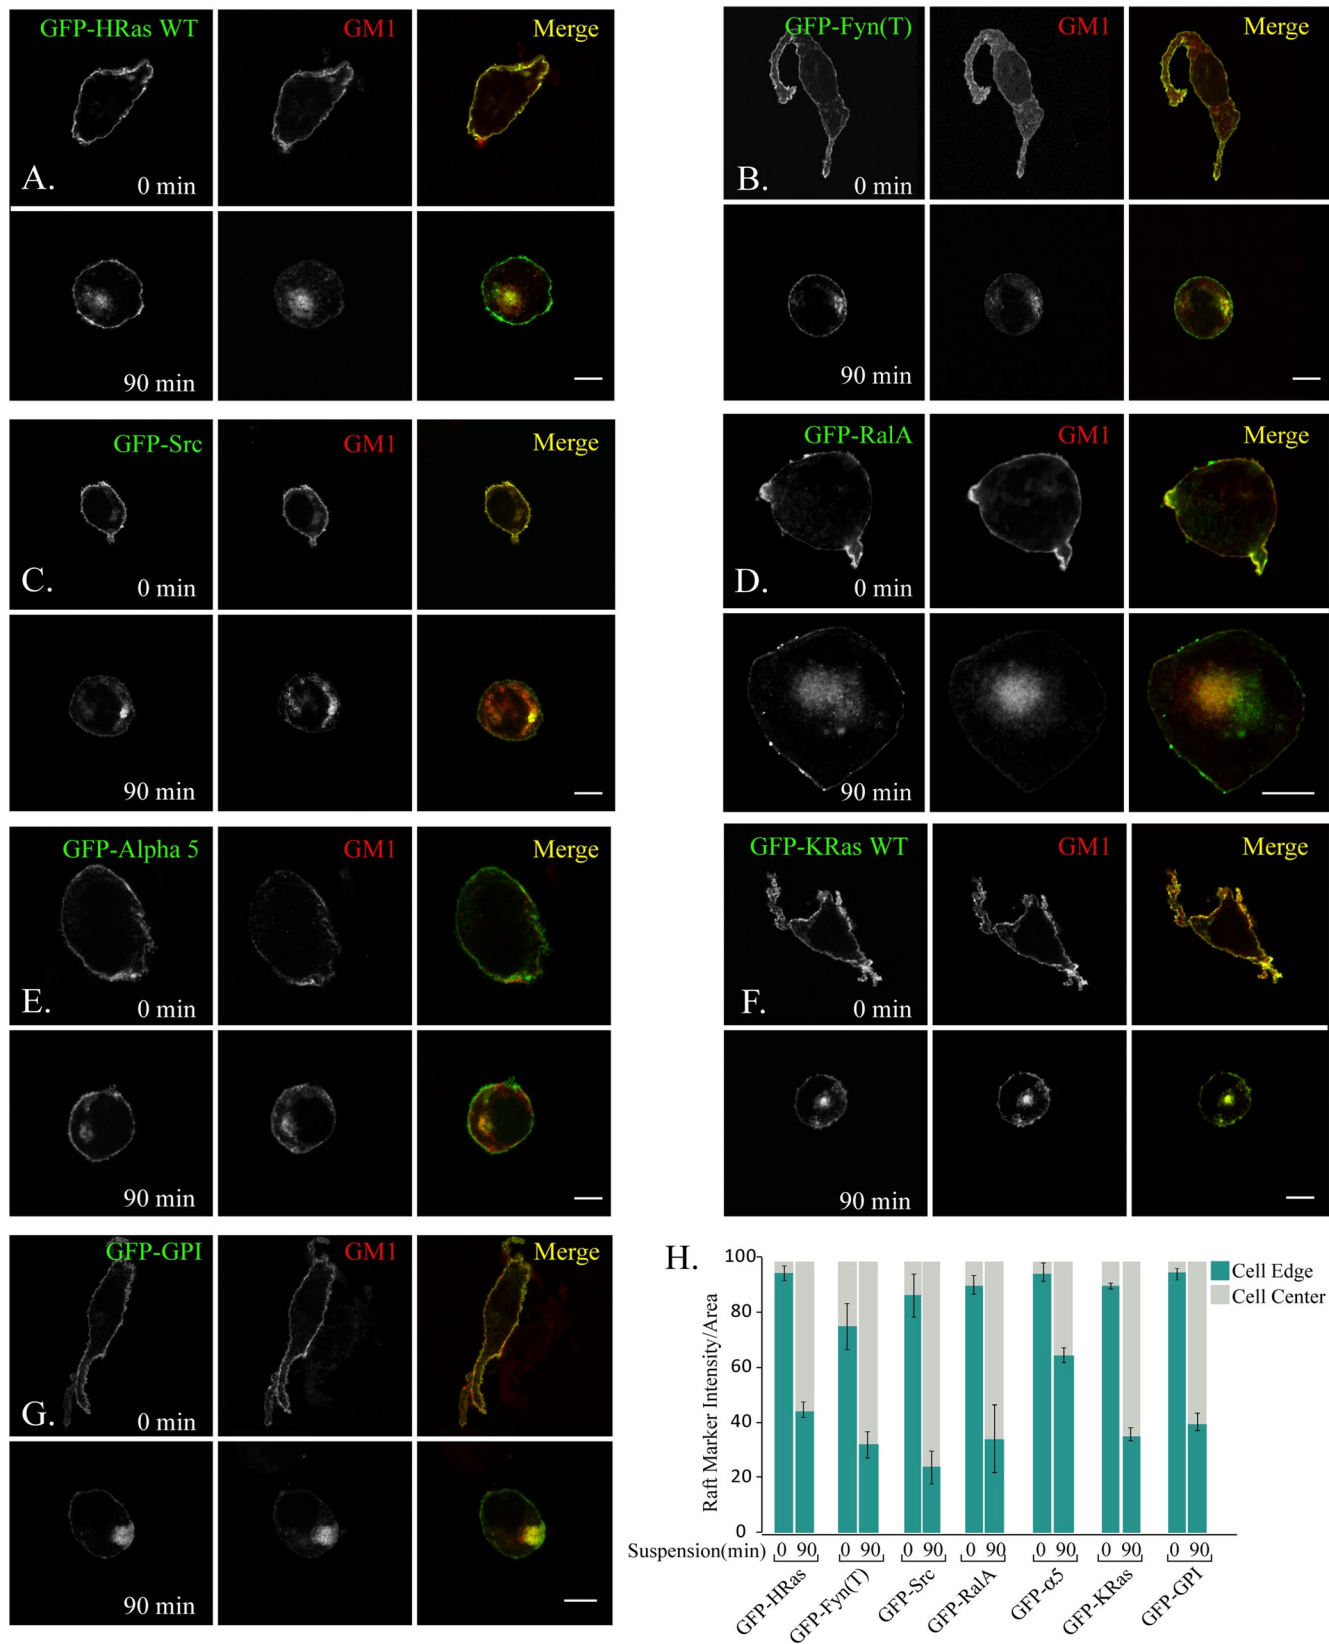 GFP-HRas WT GM1 Merge
A. 0 min
90 min
GFP-Fyn(T) GM1 Merge
B. 0 min
90 min
GFP-Src GM1 Merge
C. 0 min
90 min
GFP-RalA GM1 Merge
D. 0 min
90 min
GFP-Alpha 5 GM1 Merge
E. 0 min
90 min
GFP-KRas WT GM1 Merge
F. 0 min
90 min
GFP-GPI GM1 Merge
G. 0 min
90 min
H.
Raft Marker Intensity/Area
100
80
60
40
20
0
Cell Edge
Cell Center
Suspension(min) 0 90 0 90 0 90 0 90 0 90 0 90 0 90
GFP-HRas GFP-Fyn(T) GFP-Src GFP-RalA GFP-α5 GFP-KRas GFP-GPI